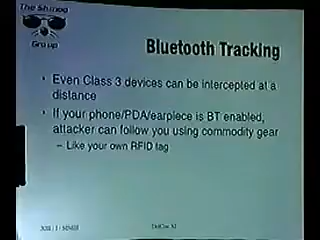 The Shmoo
Group
Bluetooth Tracking
• Even Class 3 devices can be intercepted at a
distance
• If your phone/PDA/earpiece is BT enabled,
attacker can follow you using commodity gear
– Like your own RFID tag
DefCon XI